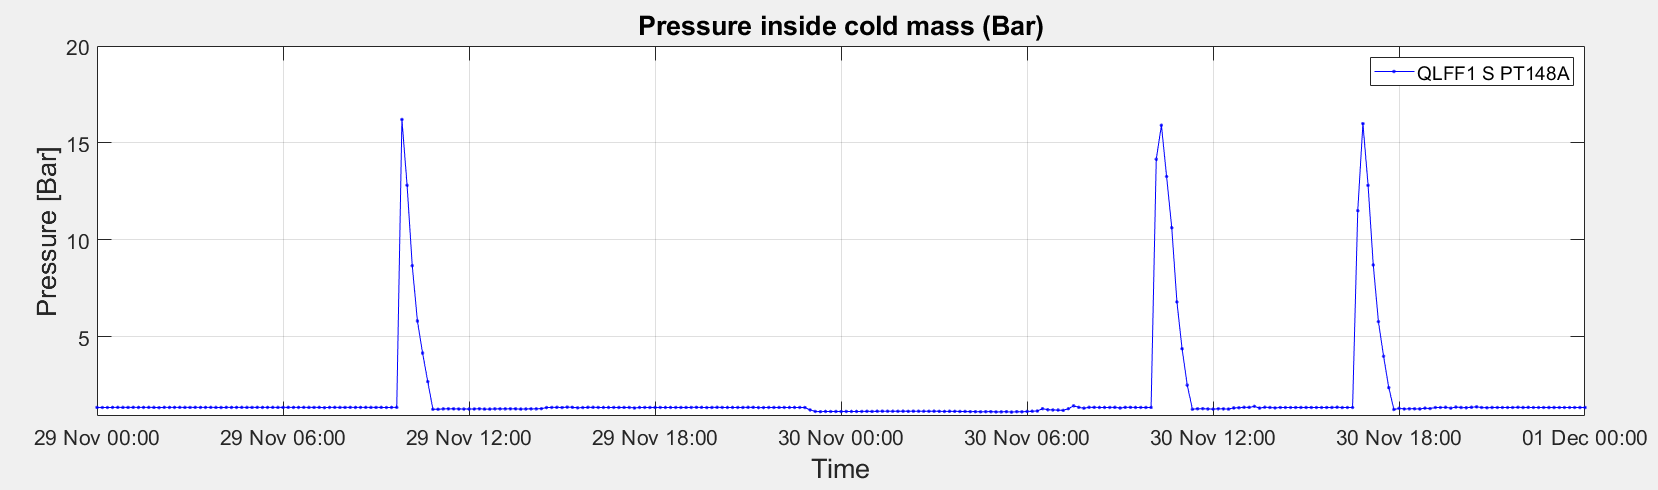 Pressure inside cold mass (Bar)
QLFF1 S PT148A
Pressure [Bar]
20
15
10
5
29 Nov 00:00 29 Nov 06:00 29 Nov 12:00 29 Nov 18:00 30 Nov 00:00 30 Nov 06:00 30 Nov 12:00 30 Nov 18:00 01 Dec 00:00
Time